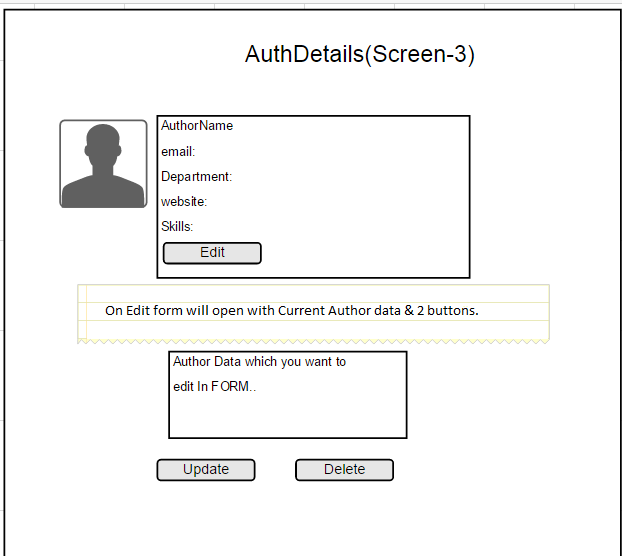 AuthDetails(Screen-3)
AuthorName
email:
Department:
website:
Skills:
Edit
On Edit form will open with Current Author data & 2 buttons.
Author Data which you want to
edit In FORM..
Update
Delete